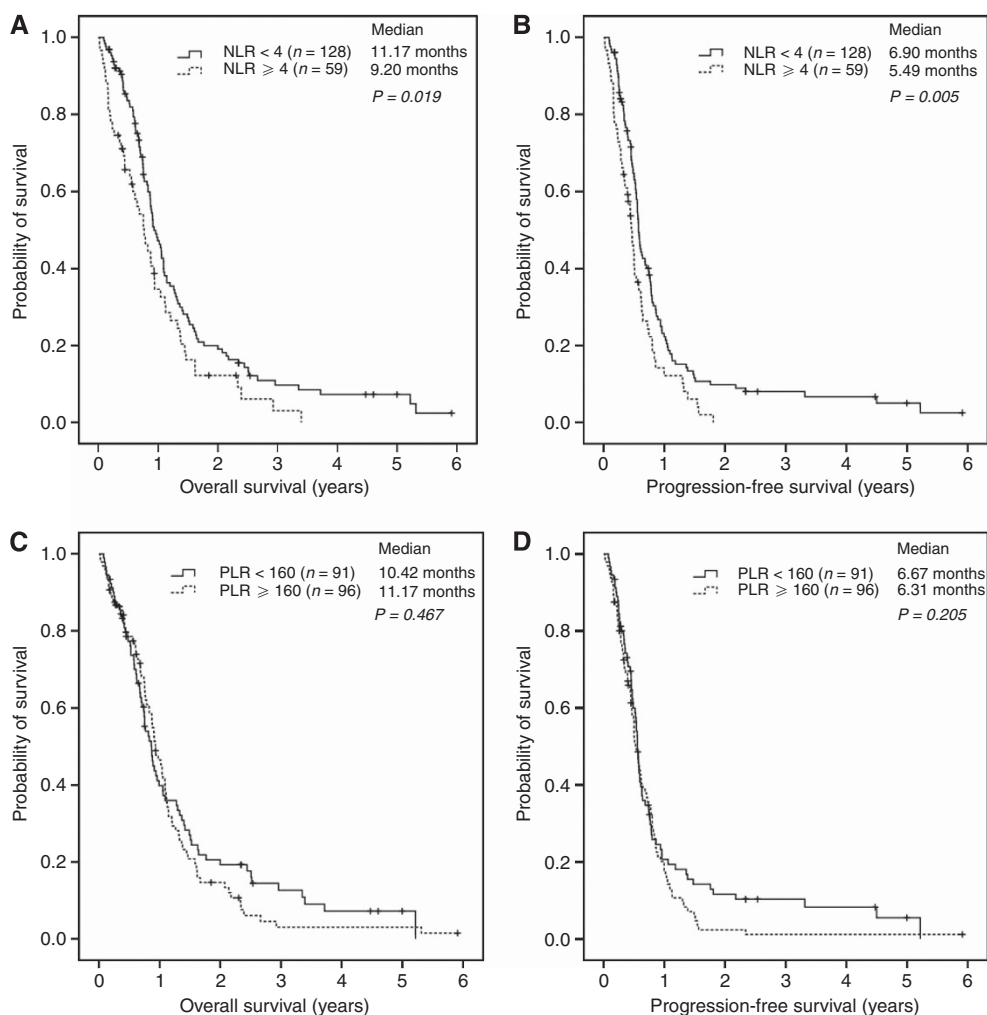 A
Median
NLR < 4 (n = 128) 11.17 months
NLR ⩾ 4 (n = 59) 9.20 months
P = 0.019
1.0
0.8
0.6
0.4
0.2
0.0
Probability of survival
0 1 2 3 4 5 6
Overall survival (years)
B
Median
NLR < 4 (n = 128) 6.90 months
NLR ⩾ 4 (n = 59) 5.49 months
P = 0.005
1.0
0.8
0.6
0.4
0.2
0.0
Probability of survival
0 1 2 3 4 5 6
Progression-free survival (years)
C
Median
PLR < 160 (n = 91) 10.42 months
PLR ⩾ 160 (n = 96) 11.17 months
P = 0.467
1.0
0.8
0.6
0.4
0.2
0.0
Probability of survival
0 1 2 3 4 5 6
Overall survival (years)
D
Median
PLR < 160 (n = 91) 6.67 months
PLR ⩾ 160 (n = 96) 6.31 months
P = 0.205
1.0
0.8
0.6
0.4
0.2
0.0
Probability of survival
0 1 2 3 4 5 6
Progression-free survival (years)